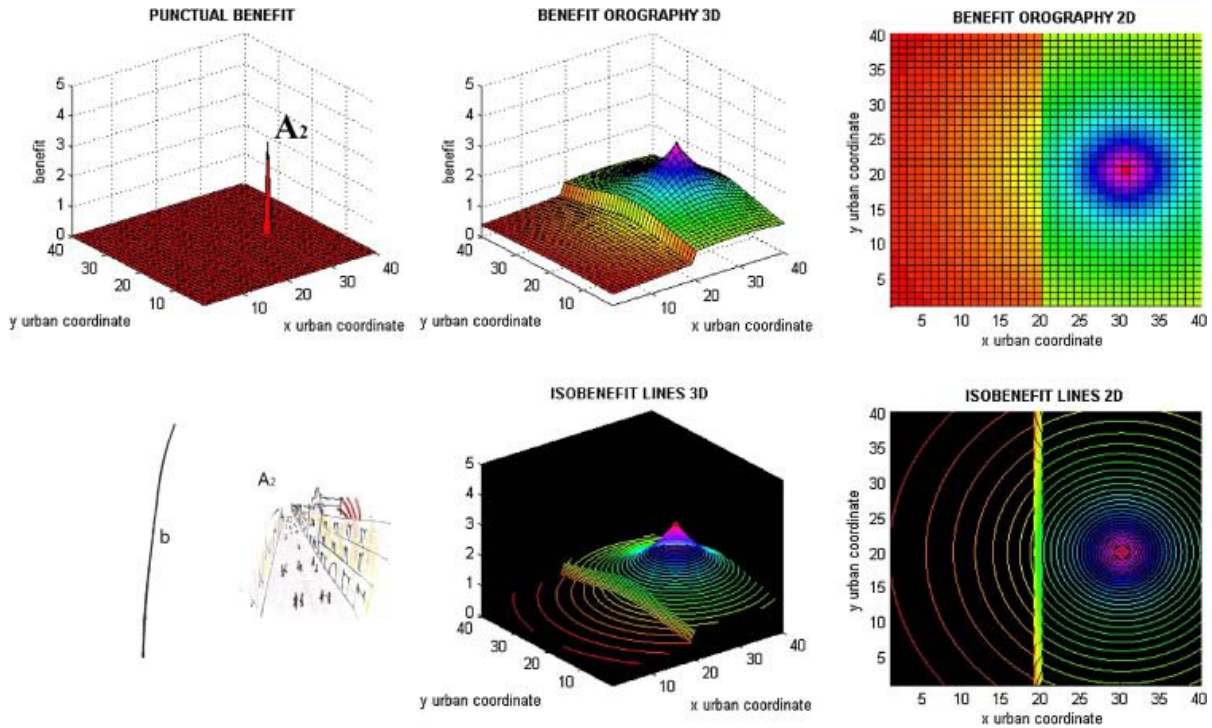 PUNCTUAL BENEFIT
A2
benefit
5
4
3
2
1
0
40
30
20
10
10
20
30
40
y urban coordinate
x urban coordinate
BENEFIT OROGRAPHY 3D
benefit
5
4
3
2
1
0
40
30
20
10
10
20
30
40
y urban coordinate
x urban coordinate
BENEFIT OROGRAPHY 2D
y urban coordinate
40
35
30
25
20
15
10
5
5 10 15 20 25 30 35 40
x urban coordinate
b
A2
ISOBENEFIT LINES 3D
5
4
3
2
1
0
40
30
20
10
10
20
30
40
y urban coordinate
x urban coordinate
ISOBENEFIT LINES 2D
y urban coordinate
40
35
30
25
20
15
10
5
5 10 15 20 25 30 35 40
x urban coordinate